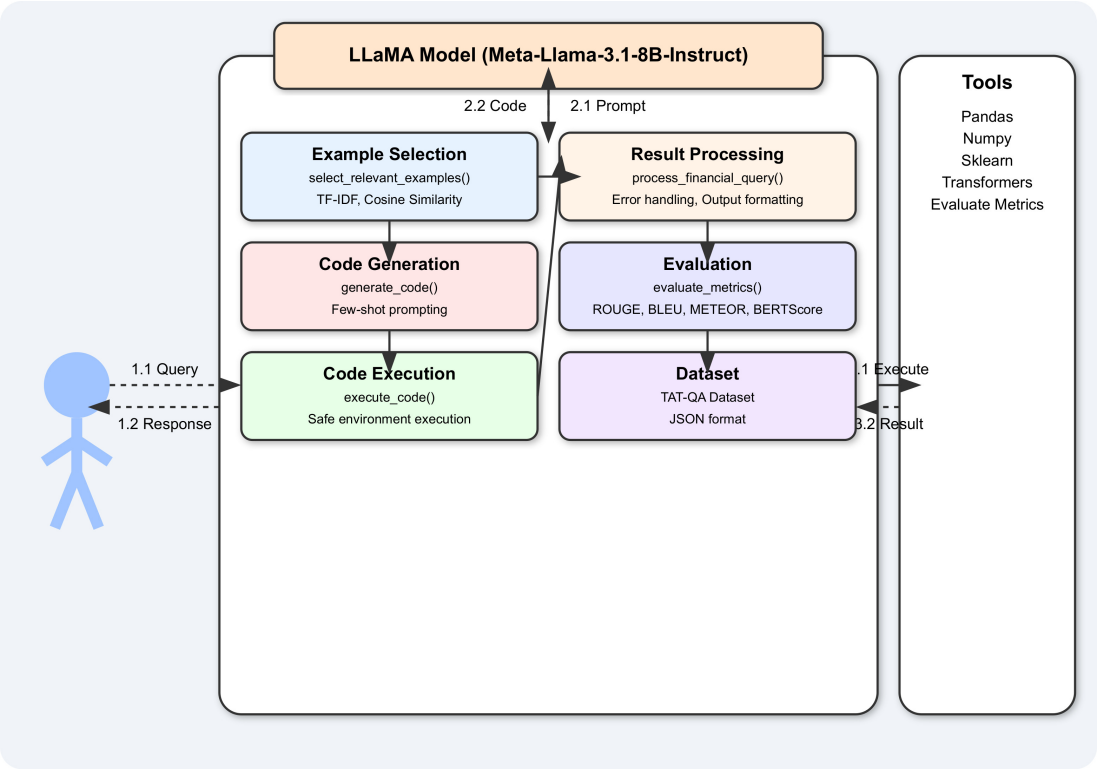 LLaMA Model (Meta-Llama-3.1-8B-Instruct)
2.2 Code
2.1 Prompt
Example Selection
select_relevant_examples()
TF-IDF, Cosine Similarity
Result Processing
process_financial_query()
Error handling, Output formatting
Code Generation
generate_code()
Few-shot prompting
Evaluation
evaluate_metrics()
ROUGE, BLEU, METEOR, BERTScore
Code Execution
execute_code()
Safe environment execution
Dataset
TAT-QA Dataset
JSON format
1.1 Query
1.2 Response
.1 Execute
3.2 Result
Tools
Pandas
Numpy
Sklearn
Transformers
Evaluate Metrics